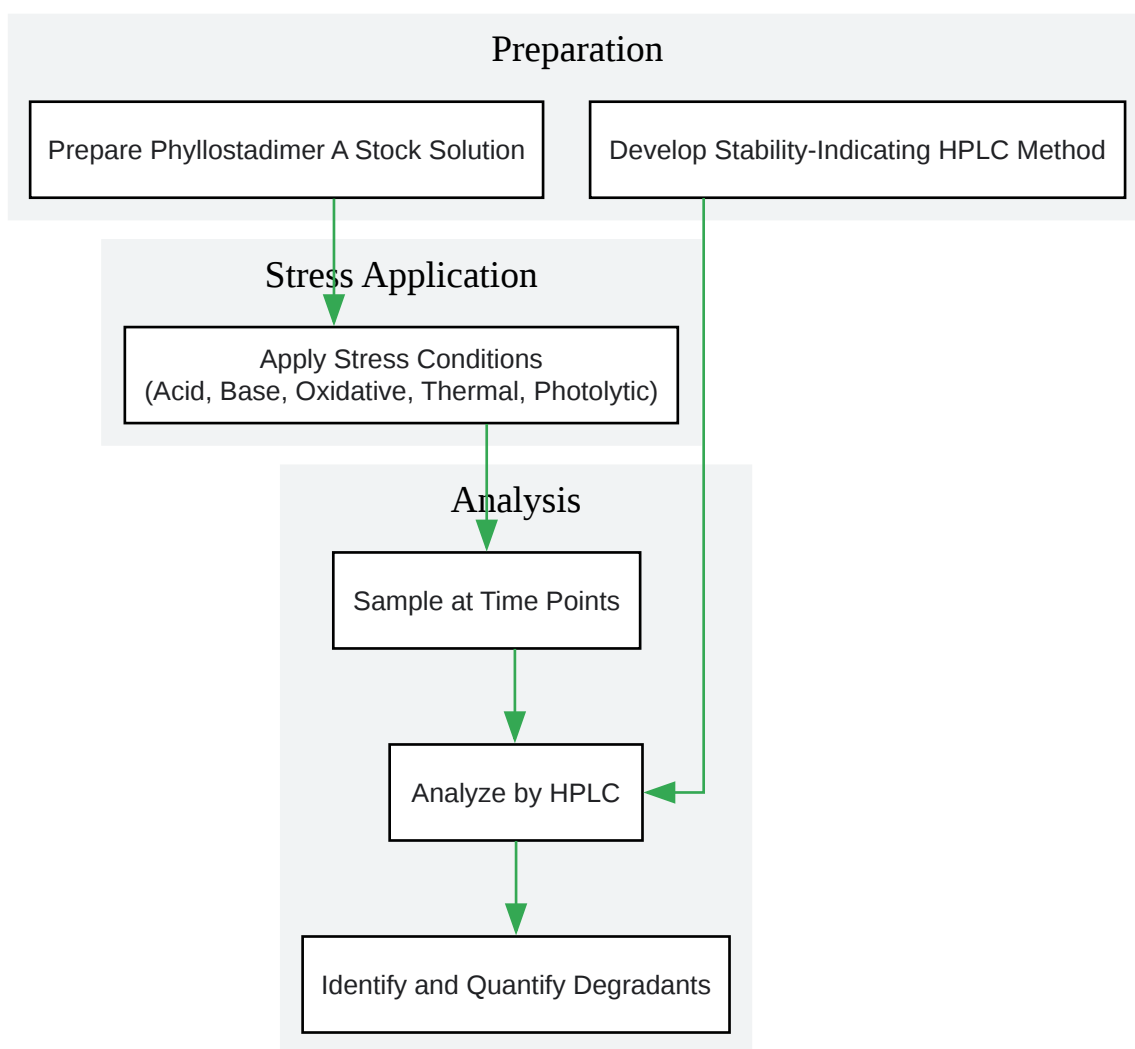 Preparation
Prepare Phyllostadimer A Stock Solution
Develop Stability-Indicating HPLC Method
Stress Application
Apply Stress Conditions
(Acid, Base, Oxidative, Thermal, Photolytic)
Analysis
Sample at Time Points
Analyze by HPLC
Identify and Quantify Degradants